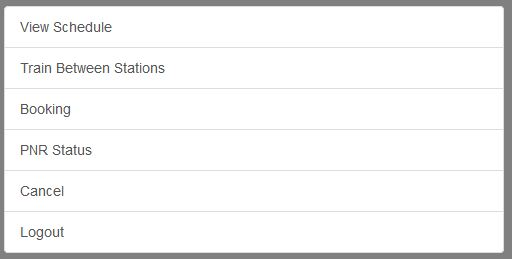 View Schedule
Train Between Stations
Booking
PNR Status
Cancel
Logout